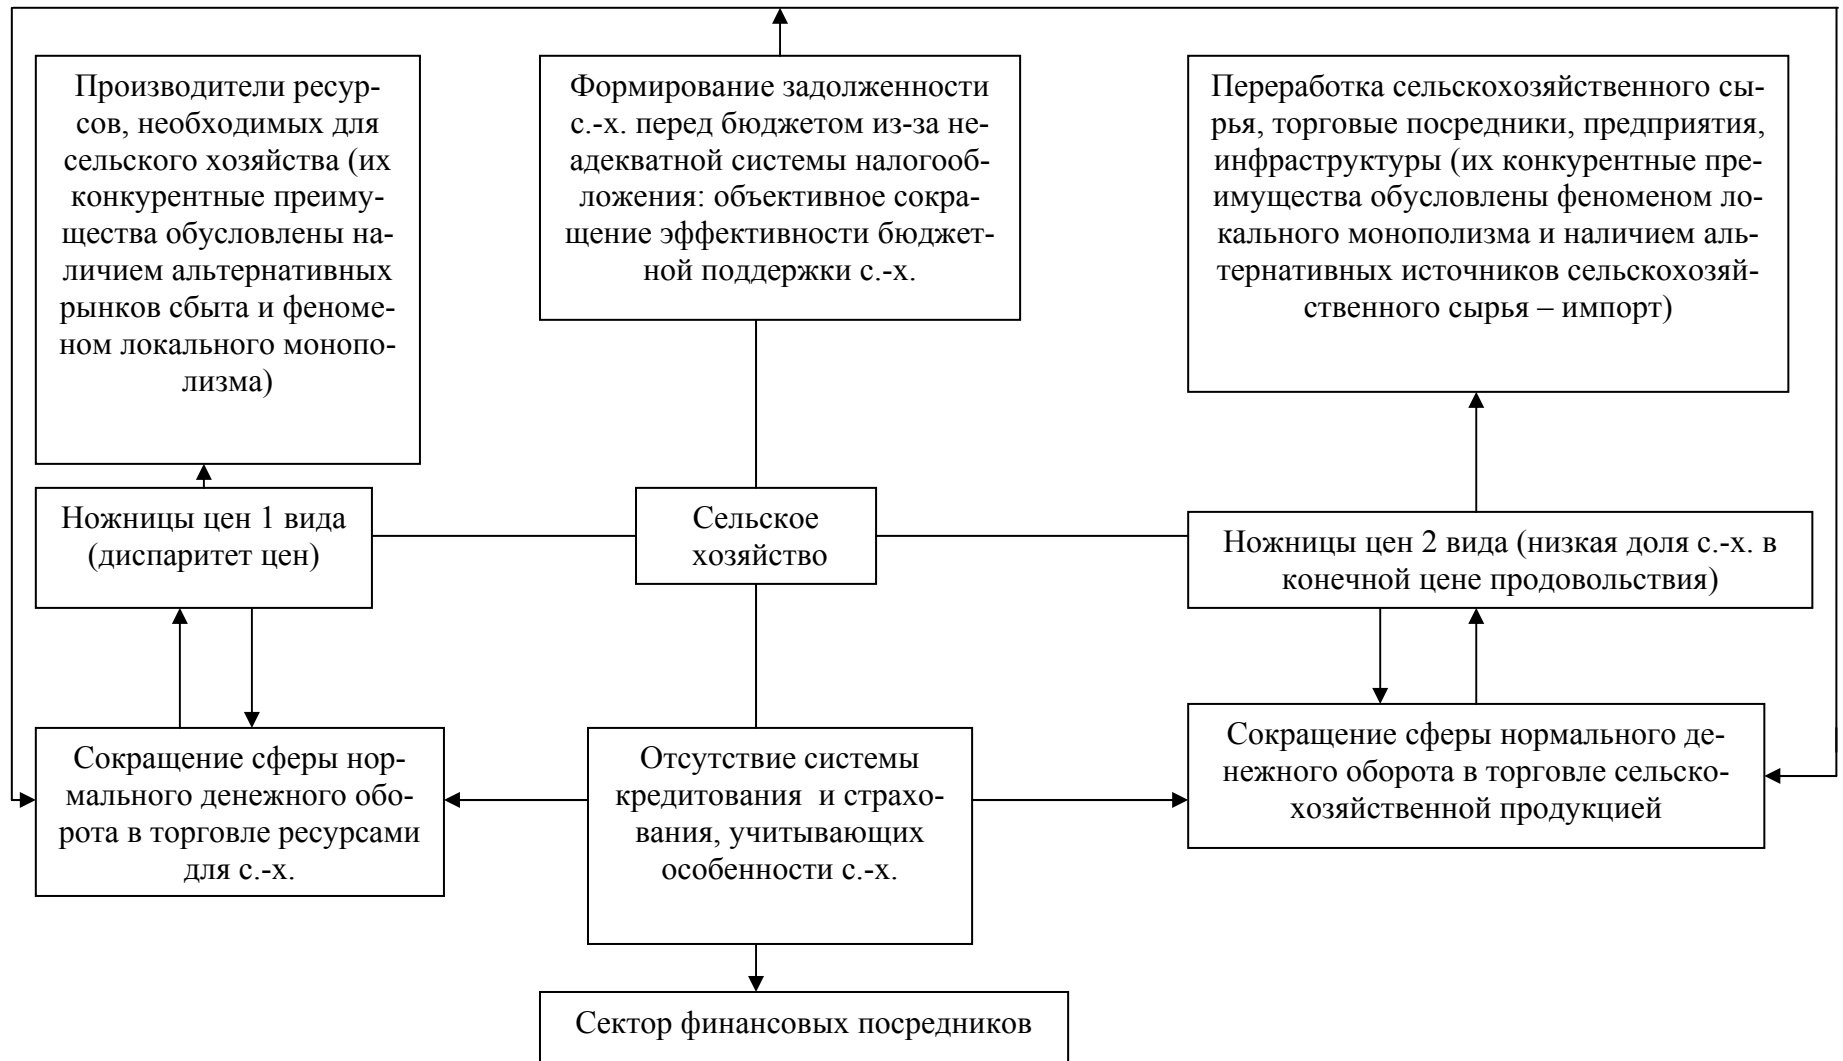 Производители ресур-
сов, необходимых для
сельского хозяйства (их
конкурентные преиму-
щества обусловлены на-
личием альтернативных
рынков сбыта и феноме-
ном локального монопо-
лизма)
Формирование задолженности
с.-х. перед бюджетом из-за не-
адекватной системы налогооб-
ложения: объективное сокра-
щение эффективности бюджет-
ной поддержки с.-х.
Переработка сельскохозяйственного сы-
рья, торговые посредники, предприятия,
инфраструктуры (их конкурентные пре-
имущества обусловлены феноменом ло-
кального монополизма и наличием аль-
тернативных источников сельскохозяй-
ственного сырья – импорт)
Ножницы цен 1 вида
(диспаритет цен)
Сельское
хозяйство
Ножницы цен 2 вида (низкая доля с.-х. в
конечной цене продовольствия)
Сокращение сферы нор-
мального денежного обо-
рота в торговле ресурсами
для с.-х.
Отсутствие системы
кредитования и страхо-
вания, учитывающих
особенности с.-х.
Сокращение сферы нормального де-
нежного оборота в торговле сельско-
хозяйственной продукцией
Сектор финансовых посредников